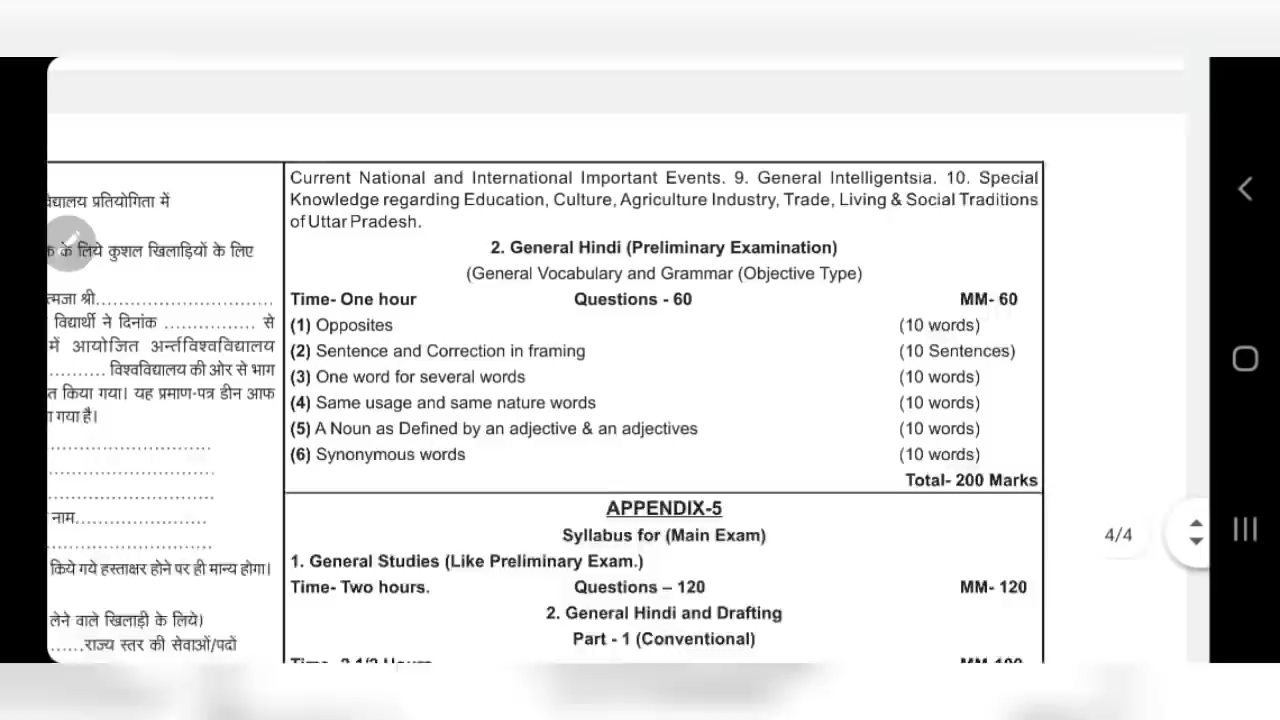 विद्यालय प्रतियोगिता में
के लिये कुशल खिलाड़ियों के लिए
त्मजा श्री..............................
विद्यार्थी ने दिनांक ................ से
में आयोजित अर्न्तविश्वविद्यालय
.......... विश्वविद्यालय की ओर से भाग
त किया गया। यह प्रमाण-पत्र डीन आफ
गया है।
नाम......................
किये गये हस्ताक्षर होने पर ही मान्य होगा।
लेने वाले खिलाड़ी के लिये)
......राज्य स्तर की सेवाओं/पदों
Current National and International Important Events. 9. General Intelligentsia. 10. Special
Knowledge regarding Education, Culture, Agriculture Industry, Trade, Living & Social Traditions
of Uttar Pradesh.
2. General Hindi (Preliminary Examination)
(General Vocabulary and Grammar (Objective Type)
Time- One hour Questions - 60 MM- 60
(1) Opposites (10 words)
(2) Sentence and Correction in framing (10 Sentences)
(3) One word for several words (10 words)
(4) Same usage and same nature words (10 words)
(5) A Noun as Defined by an adjective & an adjectives (10 words)
(6) Synonymous words (10 words)
Total- 200 Marks
APPENDIX-5
Syllabus for (Main Exam)
1. General Studies (Like Preliminary Exam.)
Time- Two hours. Questions – 120 MM- 120
2. General Hindi and Drafting
Part - 1 (Conventional)
4/4